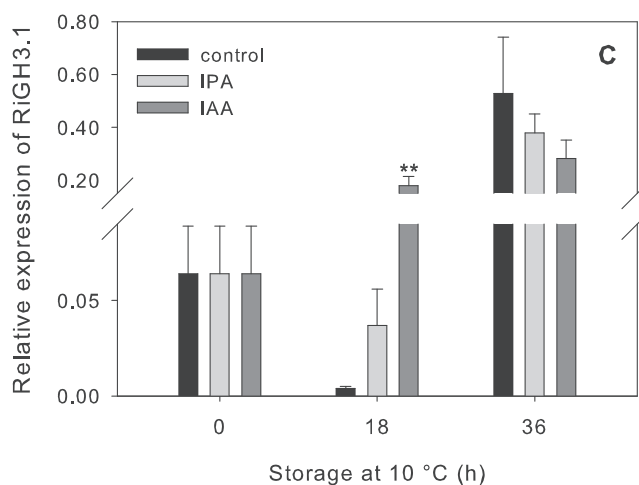 C
control
IPA
IAA
Relative expression of RiGH3.1
0.80
0.60
0.40
0.20
0.05
0.00
**
0 18 36
Storage at 10 °C (h)